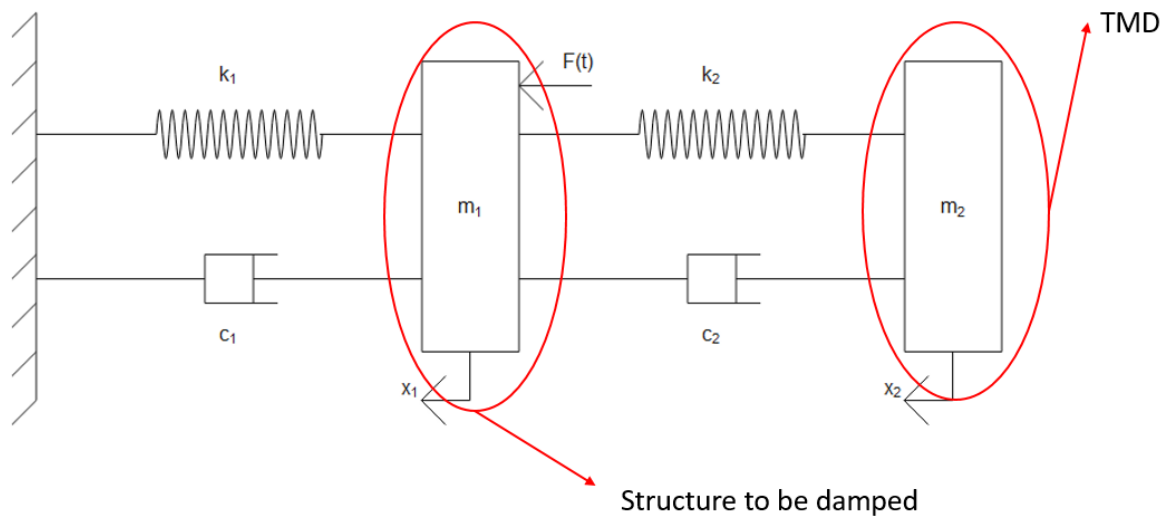 TMD
F(t)
k₁
k₂
m₁
m₂
c₁
c₂
x₁
x₂
Structure to be damped